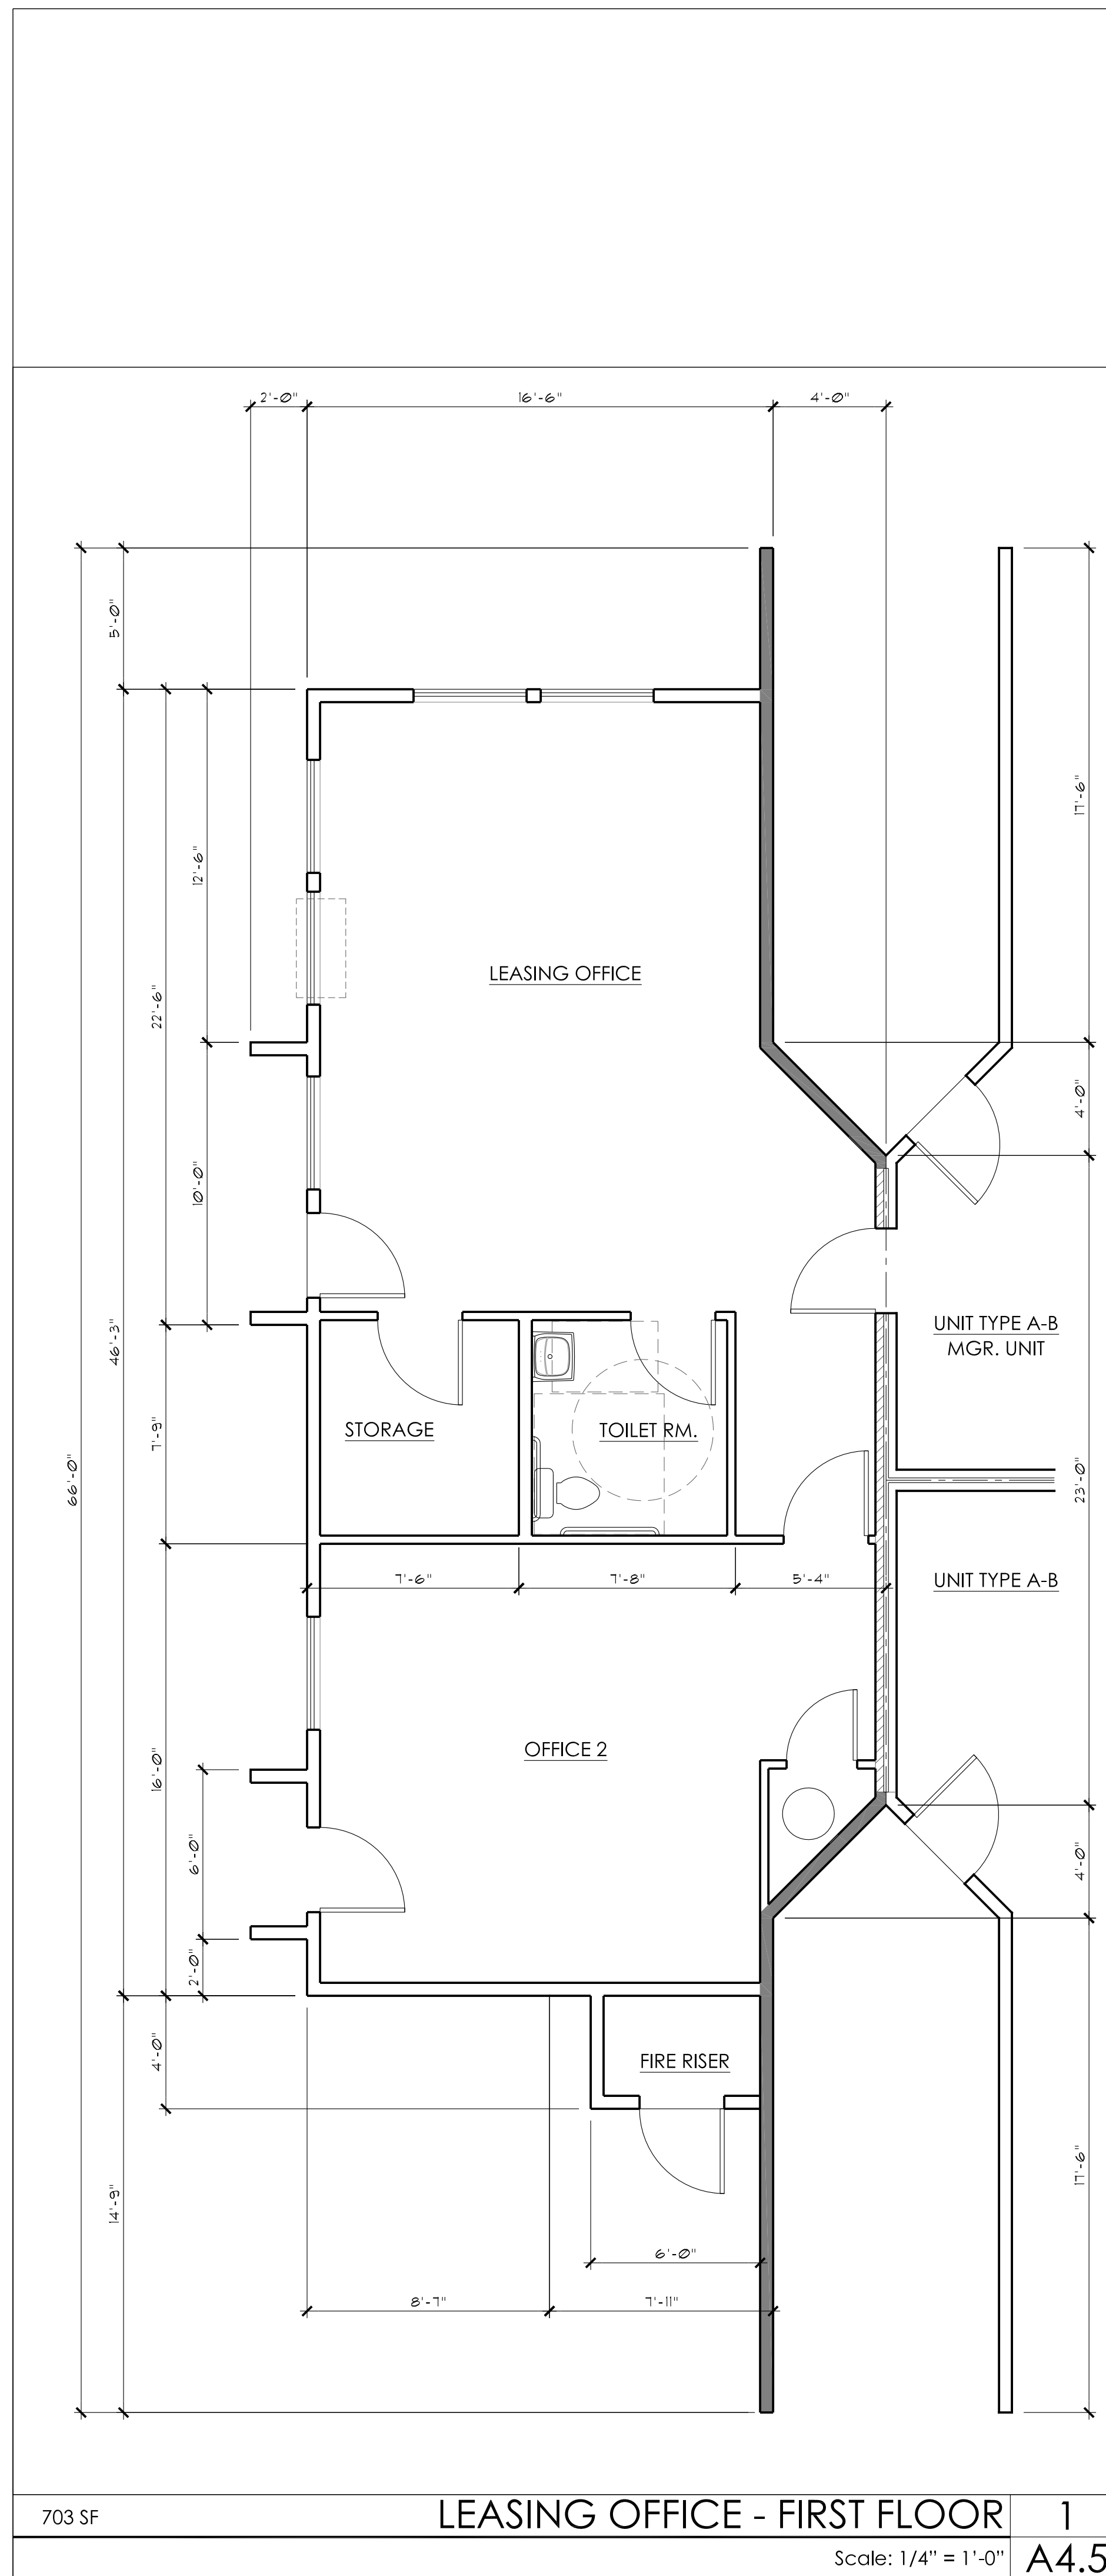 2'-0"
16'-6"
4'-0"
5'-0"
17'-6"
12'-6"
LEASING OFFICE
22'-6"
4'-0"
10'-0"
UNIT TYPE A-B
MGR. UNIT
46'-3"
STORAGE
TOILET RM.
7'-9"
66'-0"
23'-0"
7'-6"
7'-8"
5'-4"
UNIT TYPE A-B
OFFICE 2
16'-0"
6'-0"
4'-0"
2'-0"
4'-0"
FIRE RISER
17'-6"
14'-9"
6'-0"
8'-7"
7'-11"
703 SF
LEASING OFFICE - FIRST FLOOR
1
Scale: 1/4” = 1’-0”
A4.5